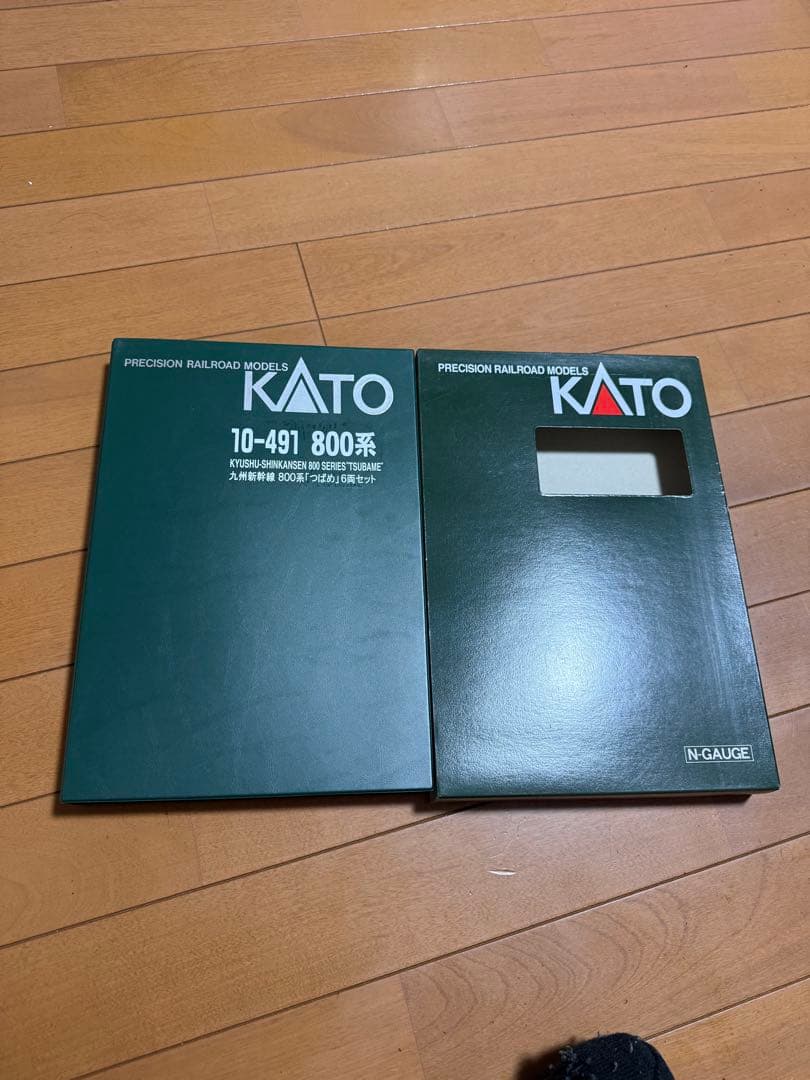 PRECISION RAILROAD MODELS
KATO
10-491 800系
KYUSHU-SHINKANSEN 800 SERIES"TSUBAME"
九州新幹線 800系「つばめ」6両セット
PRECISION RAILROAD MODELS
KATO
N-GAUGE